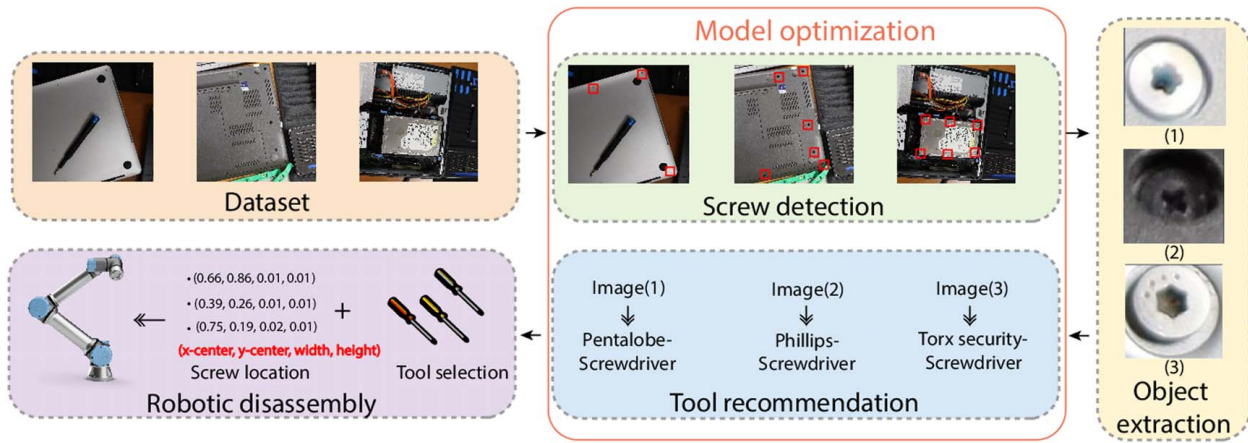 Model optimization
Dataset
Screw detection
(1)
(2)
(3)
Object
extraction
Image(1)
Pentalobe-
Screwdriver
Image(2)
Phillips-
Screwdriver
Image(3)
Torx security-
Screwdriver
Tool recommendation
• (0.66, 0.86, 0.01, 0.01)
• (0.39, 0.26, 0.01, 0.01)
• (0.75, 0.19, 0.02, 0.01)
+
(x-center, y-center, width, height)
Screw location
Tool selection
Robotic disassembly